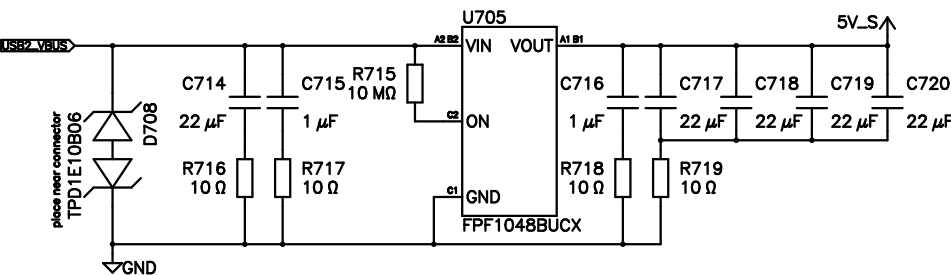 U705
5V_S
USB2_VBUS
A2 B2
VIN
VOUT
A1 B1
C714
22 µF
C715
1 µF
R715
10 MΩ
C2
ON
C716
1 µF
C717
22 µF
C718
22 µF
C719
22 µF
C720
22 µF
place near connector
TPD1E10B06
D708
R716
10 Ω
R717
10 Ω
C1
GND
FPF1048BUCX
R718
10 Ω
R719
10 Ω
GND